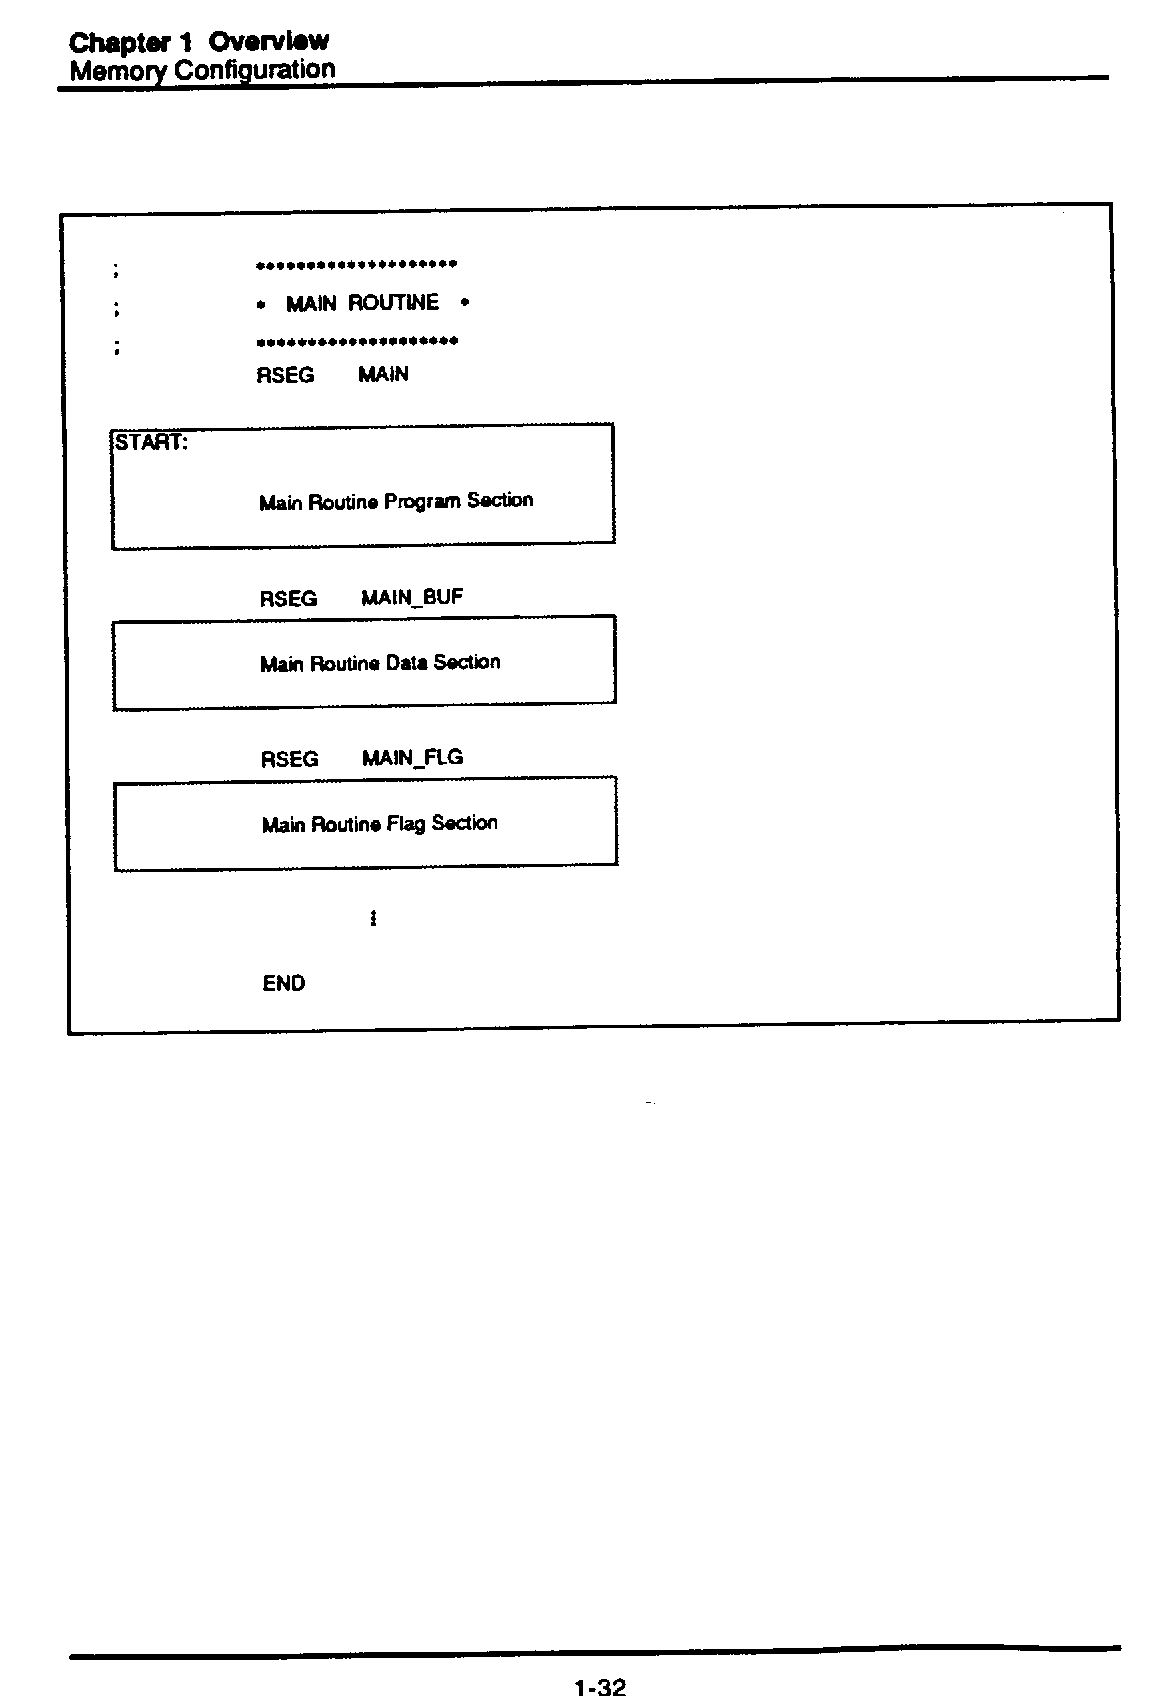 Chapter 1 Overview
Memory Configuration
; ********************
; * MAIN ROUTINE *
; ********************
RSEG MAIN
START:
Main Routine Program Section
RSEG MAIN_BUF
Main Routine Data Section
RSEG MAIN_FLG
Main Routine Flag Section
⋮
END
1-32